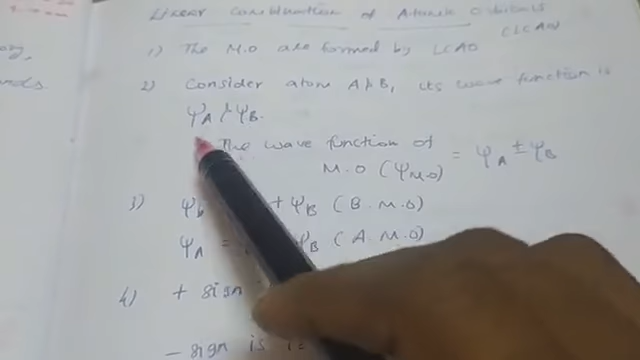 Linear Combination of Atomic Orbitals
(LCAO)
1) The M.O are formed by LCAO
2) Consider atom A & B, its wave function is
ψA & ψB.
The wave function of
M.O (ψM.O) = ψA ± ψB
3) ψb + ψB (B.M.O)
ψA = ψB (A.M.O)
4) + sign
- sign is